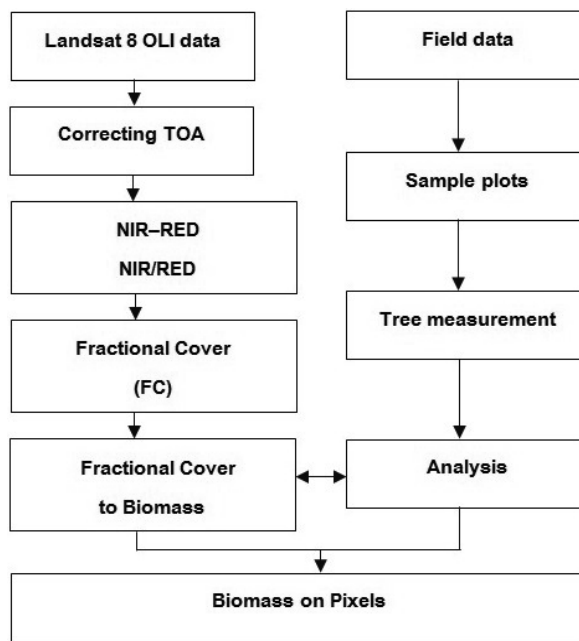 Landsat 8 OLI data
Correcting TOA
NIR–RED
NIR/RED
Fractional Cover
(FC)
Fractional Cover
to Biomass
Field data
Sample plots
Tree measurement
Analysis
Biomass on Pixels